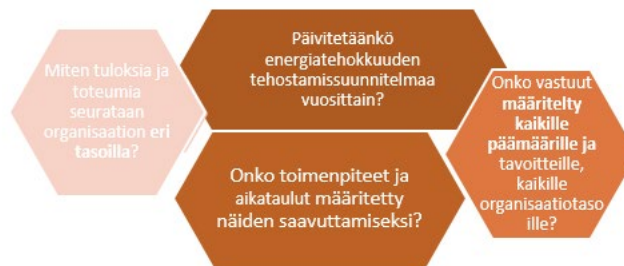 Miten tuloksia ja
toteumia
seurataan
organisaation eri
tasoilla?
Päivitetäänkö
energiatehokkuuden
tehostamissuunnitelmaa
vuosittain?
Onko toimenpiteet ja
aikataulut määritetty
näiden saavuttamiseksi?
Onko vastuut
määritelty
kaikille
päämäärille ja
tavoitteille,
kaikille
organisaatiotaso
ille?